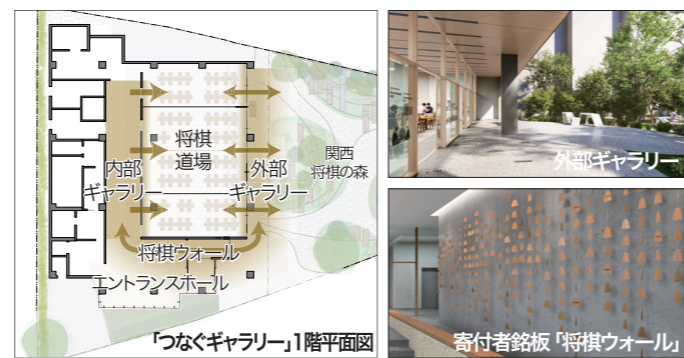 将棋
道場
内部
ギャラリー
外部
ギャラリー
関西
将棋の森
将棋ウォール
エントランスホール
「つなぐギャラリー」1階平面図
外部ギャラリー
寄付者銘板「将棋ウォール」